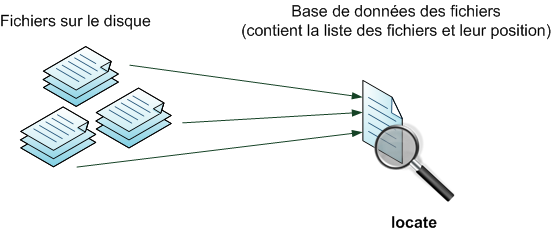 Fichiers sur le disque
Base de données des fichiers
(contient la liste des fichiers et leur position)
locate